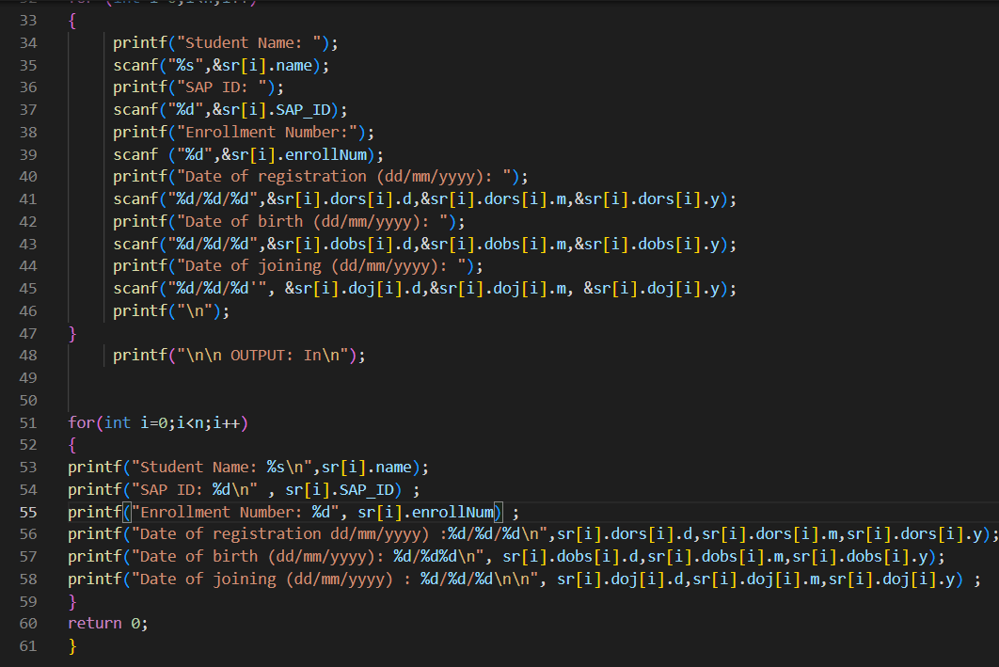 32 for (int i=0;i<n;i++)
33 {
34 printf("Student Name: ");
35 scanf("%s",&sr[i].name);
36 printf("SAP ID: ");
37 scanf("%d",&sr[i].SAP_ID);
38 printf("Enrollment Number:");
39 scanf ("%d",&sr[i].enrollNum);
40 printf("Date of registration (dd/mm/yyyy): ");
41 scanf("%d/%d/%d",&sr[i].dors[i].d,&sr[i].dors[i].m,&sr[i].dors[i].y);
42 printf("Date of birth (dd/mm/yyyy): ");
43 scanf("%d/%d/%d",&sr[i].dobs[i].d,&sr[i].dobs[i].m,&sr[i].dobs[i].y);
44 printf("Date of joining (dd/mm/yyyy): ");
45 scanf("%d/%d/%d'", &sr[i].doj[i].d,&sr[i].doj[i].m, &sr[i].doj[i].y);
46 printf("\n");
47 }
48 printf("\n\n OUTPUT: In\n");
49
50
51 for(int i=0;i<n;i++)
52 {
53 printf("Student Name: %s\n",sr[i].name);
54 printf("SAP ID: %d\n" , sr[i].SAP_ID) ;
55 printf("Enrollment Number: %d", sr[i].enrollNum) ;
56 printf("Date of registration dd/mm/yyyy) :%d/%d/%d\n",sr[i].dors[i].d,sr[i].dors[i].m,sr[i].dors[i].y);
57 printf("Date of birth (dd/mm/yyyy): %d/%d%d\n", sr[i].dobs[i].d,sr[i].dobs[i].m,sr[i].dobs[i].y);
58 printf("Date of joining (dd/mm/yyyy) : %d/%d/%d\n\n", sr[i].doj[i].d,sr[i].doj[i].m,sr[i].doj[i].y) ;
59 }
60 return 0;
61 }